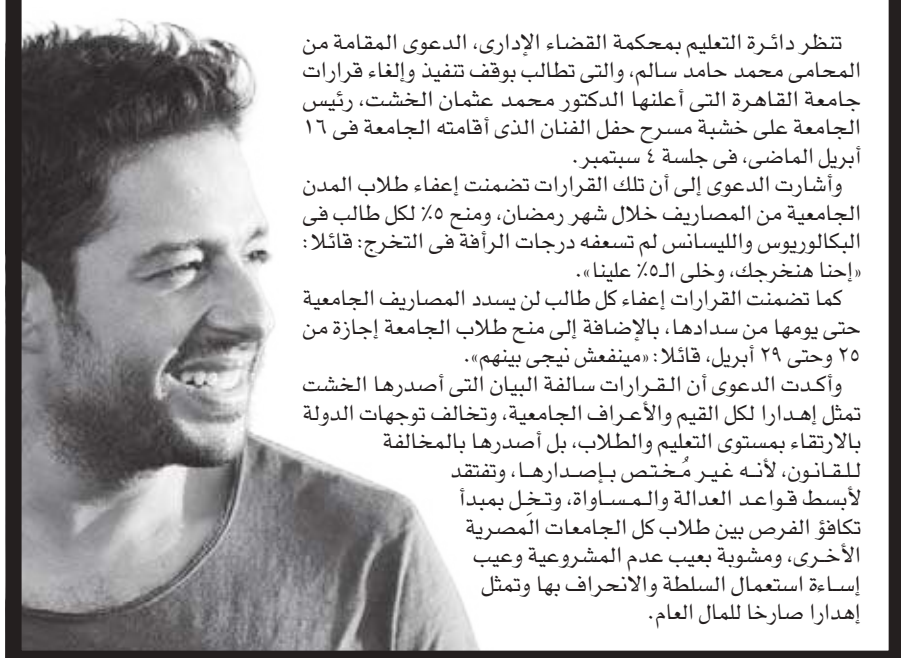 تنظر دائرة التعليم بمحكمة القضاء الإدارى، الدعوى المقامة من
المحامى محمد حامد سالم، والتى تطالب بوقف تنفيذ وإلغاء قرارات
جامعة القاهرة التى أعلنها الدكتور محمد عثمان الخشت، رئيس
الجامعة على خشبة مسرح حفل الفنان الذى أقامته الجامعة فى ١٦
أبريل الماضى، فى جلسة ٤ سبتمبر.
وأشارت الدعوى إلى أن تلك القرارات تضمنت إعفاء طلاب المدن
الجامعية من المصاريف خلال شهر رمضان، ومنح ٥٪ لكل طالب فى
البكالوريوس والليسانس لم تسعفه درجات الرأفة فى التخرج: قائلا:
«إحنا هنخرجك، وخلى الـ٥٪ علينا».
كما تضمنت القرارات إعفاء كل طالب لن يسدد المصاريف الجامعية
حتى يومها من سدادها، بالإضافة إلى منح طلاب الجامعة إجازة من
٢٥ وحتى ٢٩ أبريل، قائلا: «مينفعش نيجى بينهم».
وأكدت الدعوى أن القرارات سالفة البيان التى أصدرها الخشت
تمثل إهدارا لكل القيم والأعراف الجامعية، وتخالف توجهات الدولة
بالارتقاء بمستوى التعليم والطلاب، بل أصدرها بالمخالفة
للقانون، لأنه غير مُختص بإصدارها، وتفتقد
لأبسط قواعد العدالة والمساواة، وتخل بمبدأ
تكافؤ الفرص بين طلاب كل الجامعات المَصرية
الأخرى، ومشوبة بعيب عدم المشروعية وعيب
إساءة استعمال السلطة والانحراف بها وتمثل
إهدارا صارخا للمال العام.